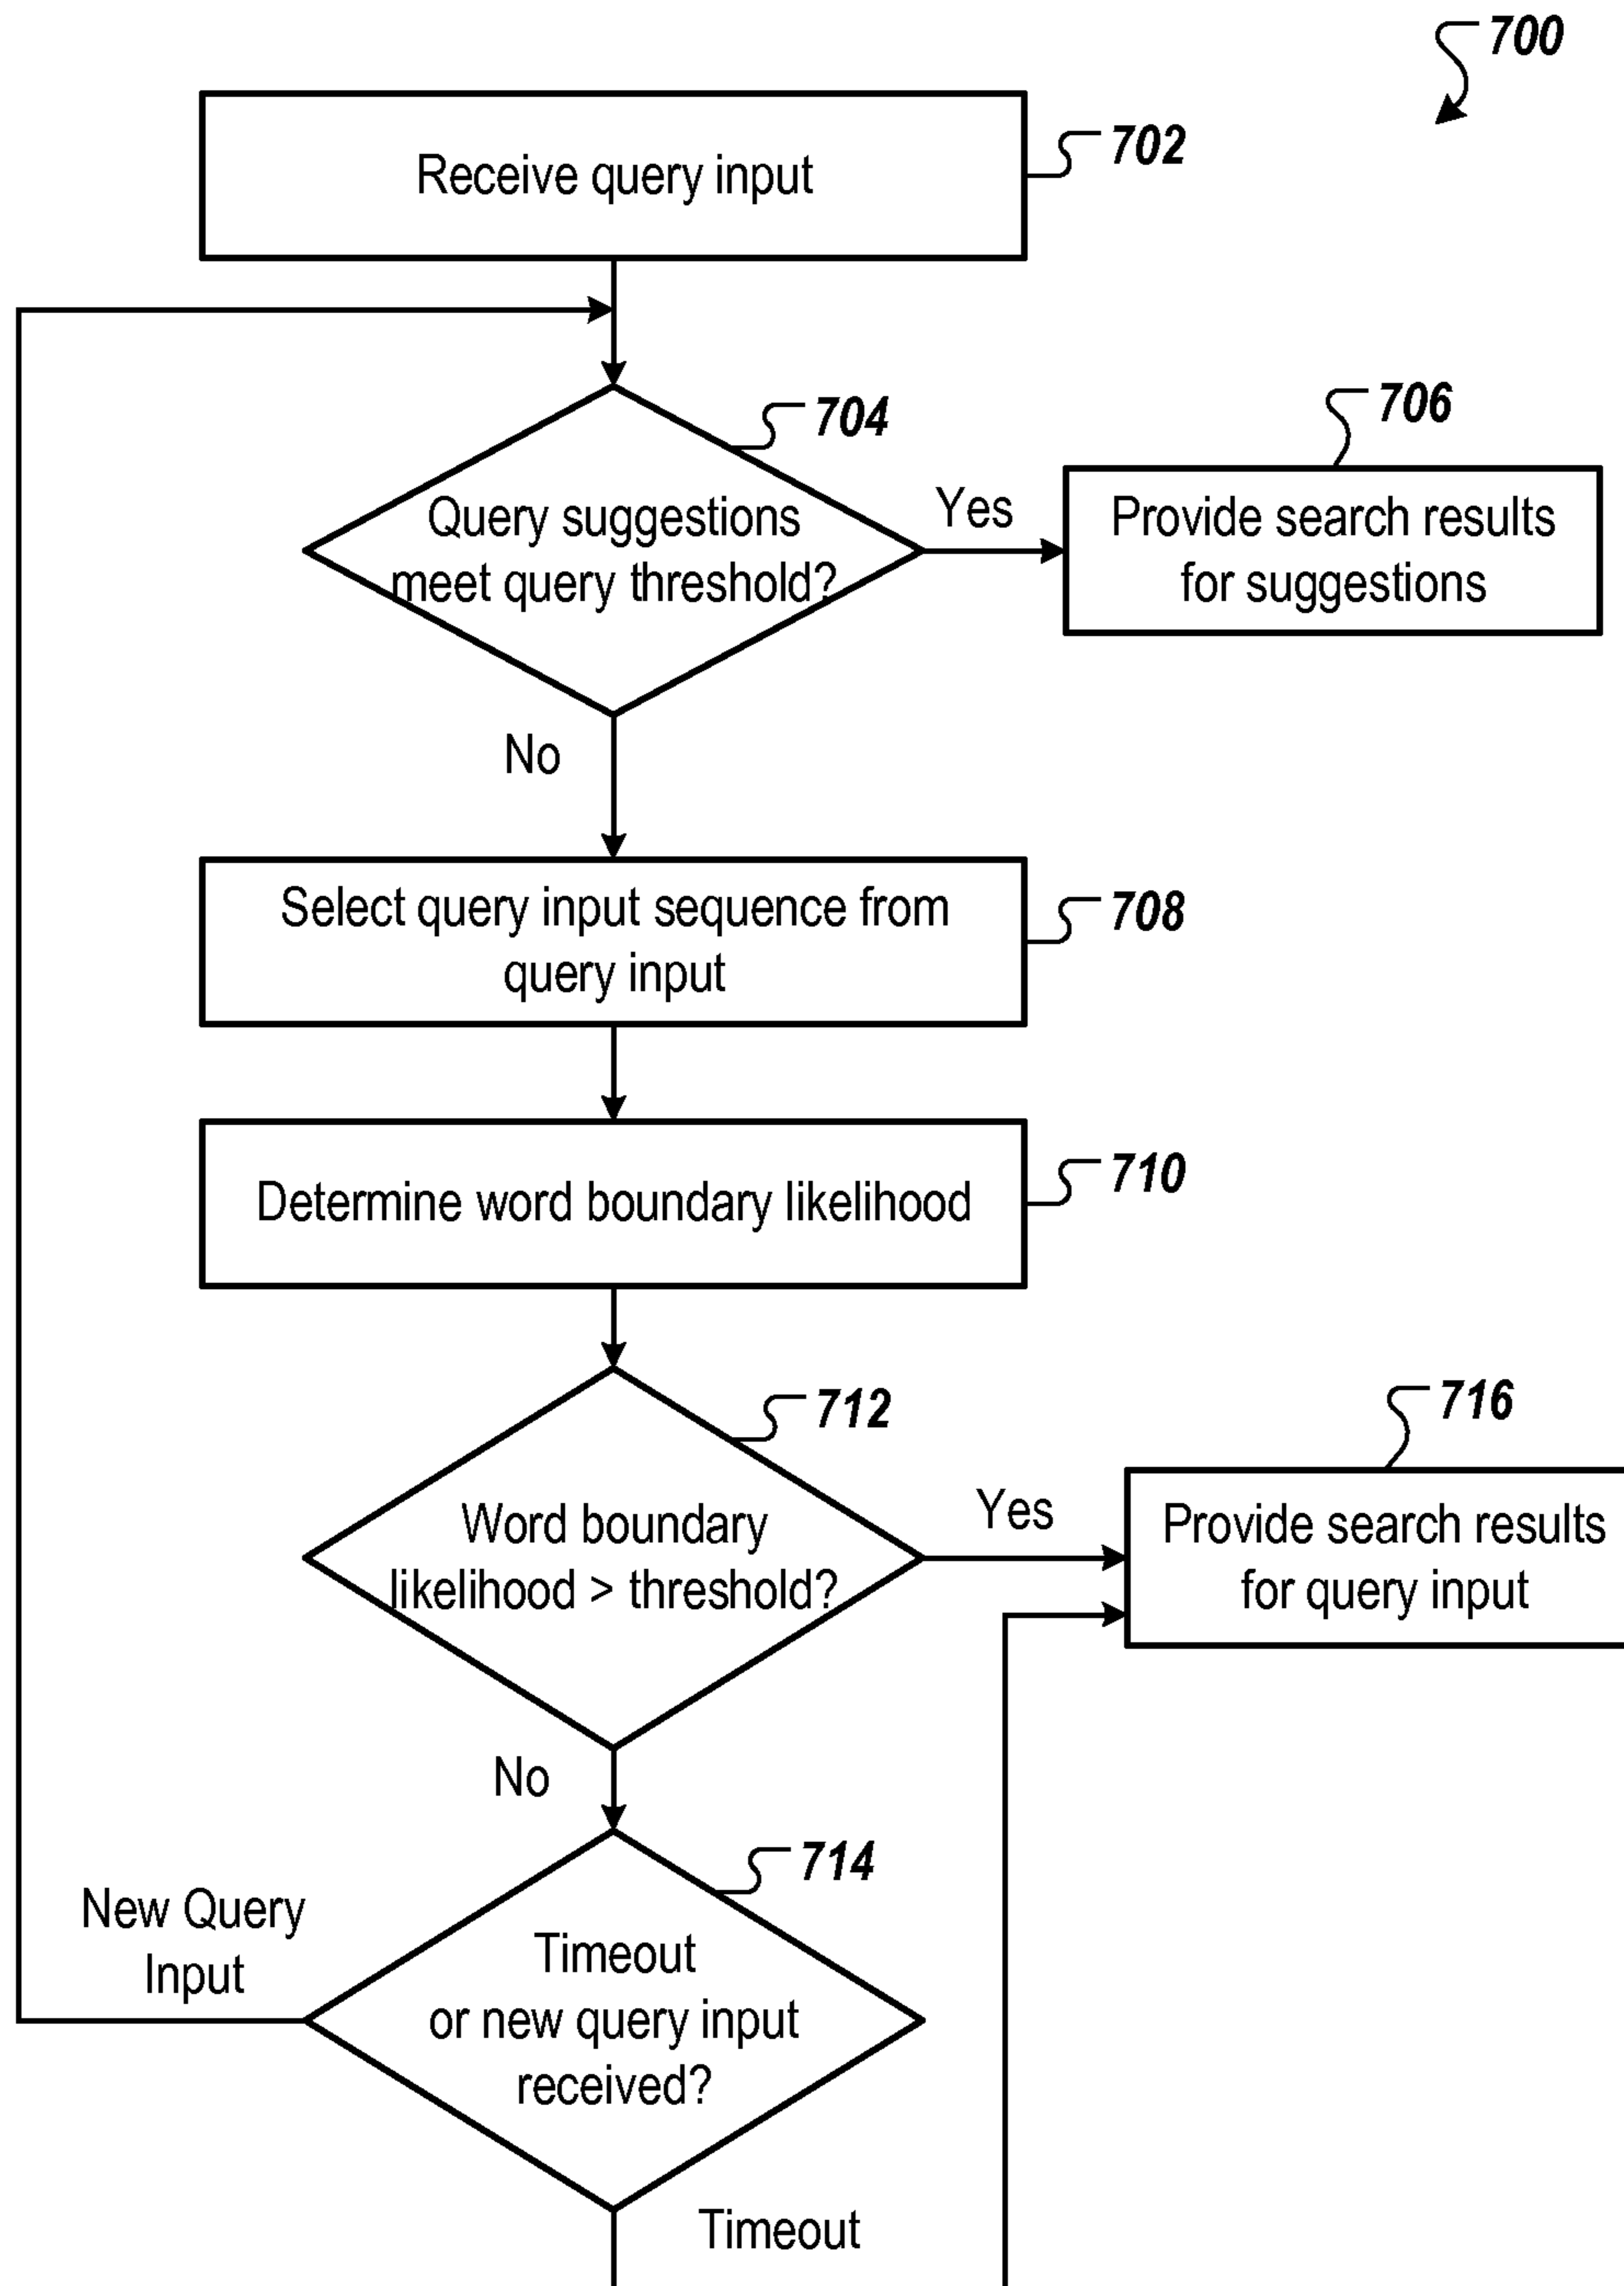 700
Receive query input
702
704
Query suggestions
meet query threshold?
Yes
706
Provide search results
for suggestions
No
Select query input sequence from
query input
708
Determine word boundary likelihood
710
712
Word boundary
likelihood > threshold?
Yes
716
Provide search results
for query input
No
714
New Query
Input
Timeout
or new query input
received?
Timeout